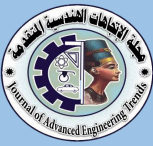 مجلة الاتجاهات الهندسية المتقدمة
Journal of Advanced Engineering Trends